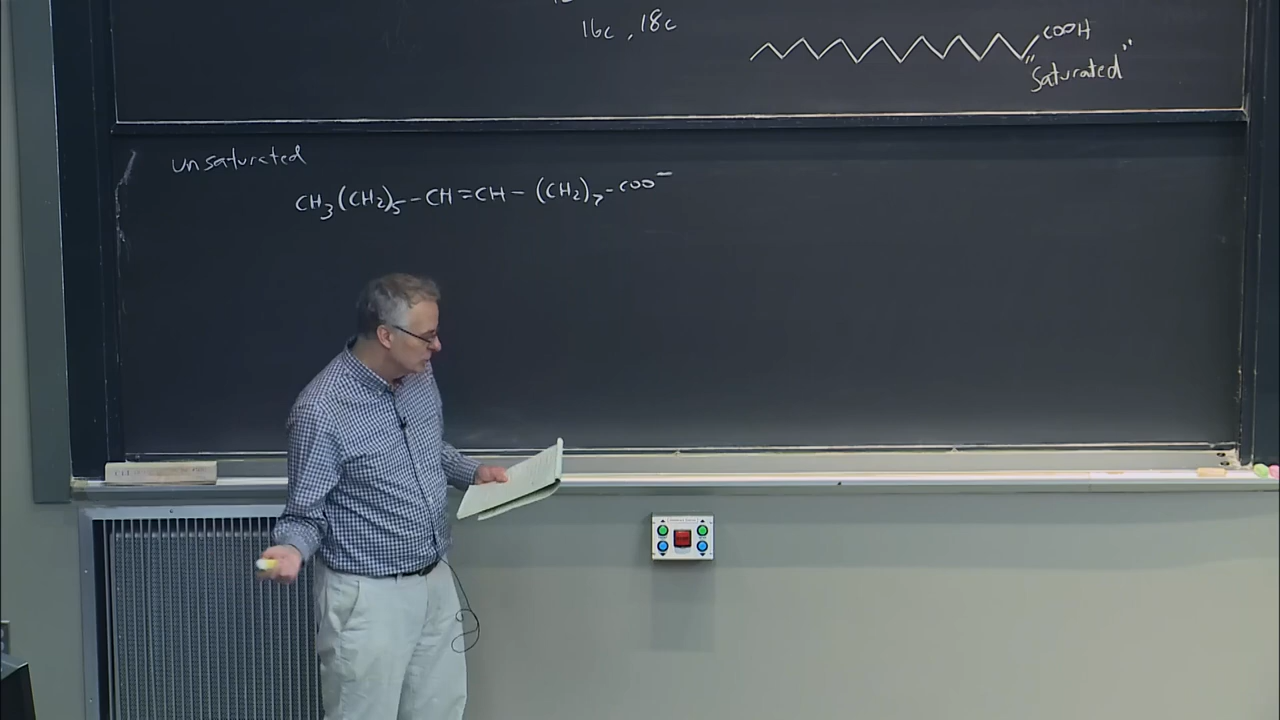 16c, 18c
COOH
"saturated"
unsaturated
CH₃(CH₂)₅-CH=CH-(CH₂)₇-COO⁻